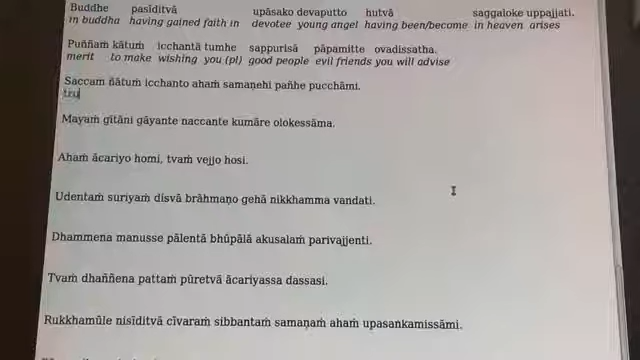 Buddhe pasīditvā upāsako devaputto hutvā saggaloke uppajjati.
in buddha having gained faith in devotee young angel having been/become in heaven arises
Puññaṁ kātuṁ icchantā tumhe sappurisā pāpamitte ovadissatha.
merit to make wishing you (pl) good people evil friends you will advise
Saccaṁ ñātuṁ icchanto ahaṁ samaṇehi pañhe pucchāmi.
tru
Mayaṁ gītāni gāyante naccante kumāre olokessāma.
Ahaṁ ācariyo homi, tvaṁ vejjo hosi.
Udentaṁ suriyaṁ disvā brāhmaṇo gehā nikkhamma vandati.
Dhammena manusse pālentā bhūpālā akusalaṁ parivajjenti.
Tvaṁ dhaññena pattaṁ pūretvā ācariyassa dassasi.
Rukkhamūle nisīditvā cīvaraṁ sibbantaṁ samaṇaṁ ahaṁ upasankamissāmi.